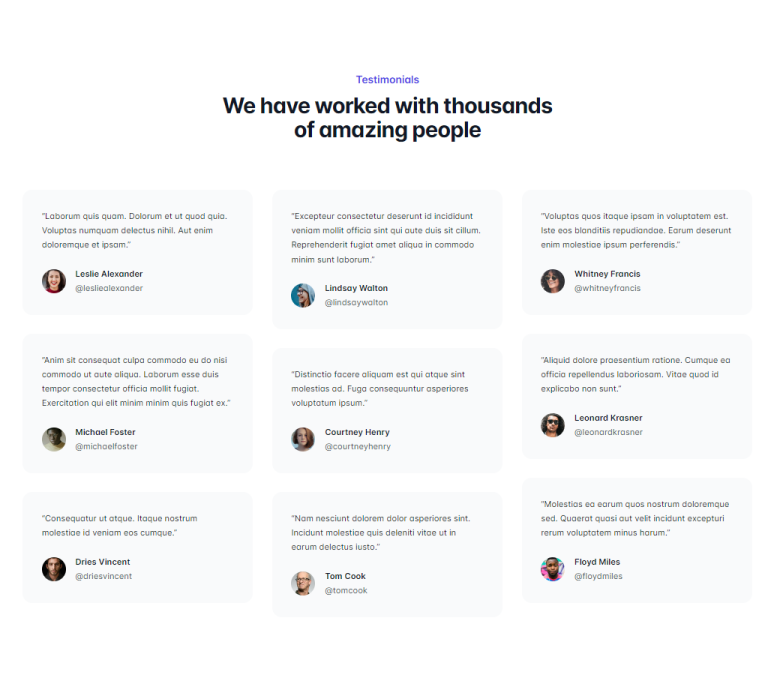 Testimonials
We have worked with thousands
of amazing people
“Laborum quis quam. Dolorum et ut quod quia.
Voluptas numquam delectus nihil. Aut enim
doloremque et ipsam.”
Leslie Alexander
@lesliealexander
“Anim sit consequat culpa commodo eu do nisi
commodo ut aute aliqua. Laborum esse duis
tempor consectetur officia mollit fugiat.
Exercitation qui elit minim minim quis fugiat ex.”
Michael Foster
@michaelfoster
“Consequatur ut atque. Itaque nostrum
molestiae id veniam eos cumque.”
Dries Vincent
@driesvincent
“Excepteur consectetur deserunt id incididunt
veniam mollit officia sint qui aute duis sit cillum.
Reprehenderit fugiat amet aliqua in commodo
minim sunt laborum.”
Lindsay Walton
@lindsaywalton
“Distinctio facere aliquam est qui atque sint
molestias ad. Fuga consequuntur asperiores
voluptatum ipsum.”
Courtney Henry
@courtneyhenry
“Nam nesciunt dolorem dolor asperiores sint.
Incidunt molestiae quis deleniti vitae ut in
earum delectus iusto.”
Tom Cook
@tomcook
“Voluptas quos itaque ipsam in voluptatem est.
Iste eos blanditiis repudiandae. Earum deserunt
enim molestiae ipsum perferendis.”
Whitney Francis
@whitneyfrancis
“Aliquid dolore praesentium ratione. Cumque ea
officia repellendus laboriosam. Vitae quod id
explicabo non sunt.”
Leonard Krasner
@leonardkrasner
“Molestias ea earum quos nostrum doloremque
sed. Quaerat quasi aut velit incidunt excepturi
rerum voluptatem minus harum.”
Floyd Miles
@floydmiles